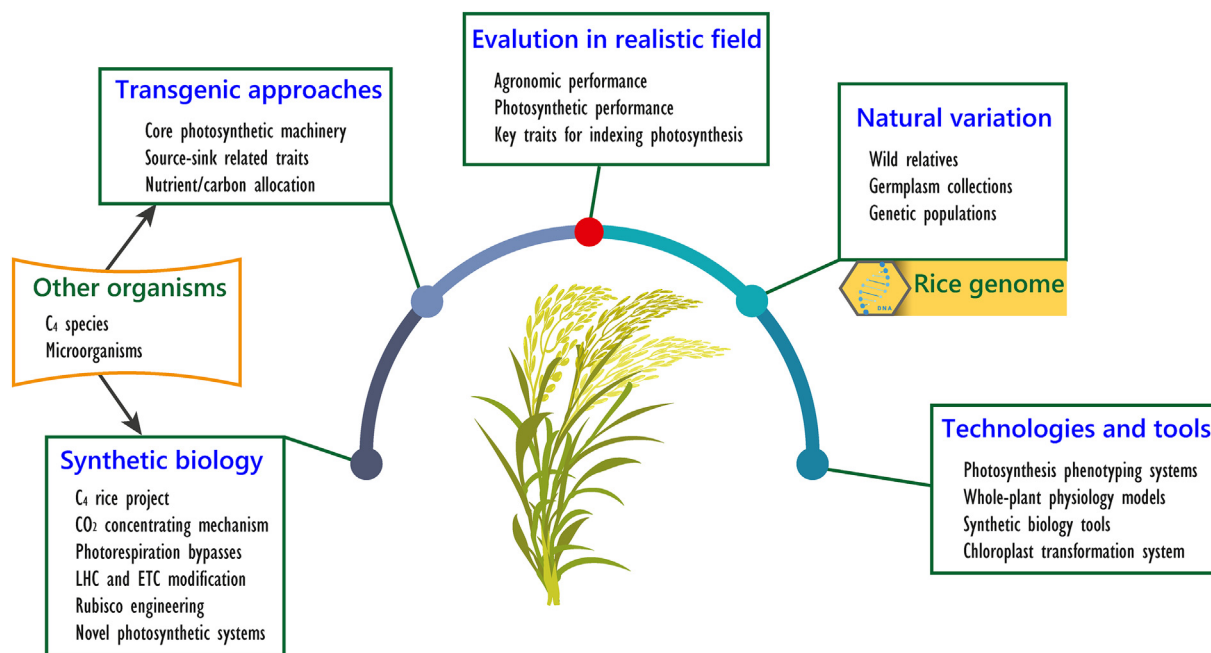 Evalution in realistic field
Agronomic performance
Photosynthetic performance
Key traits for indexing photosynthesis
Transgenic approaches
Core photosynthetic machinery
Source-sink related traits
Nutrient/carbon allocation
Natural variation
Wild relatives
Germplasm collections
Genetic populations
DNA
Rice genome
Other organisms
C₄ species
Microorganisms
Synthetic biology
C₄ rice project
CO₂ concentrating mechanism
Photorespiration bypasses
LHC and ETC modification
Rubisco engineering
Novel photosynthetic systems
Technologies and tools
Photosynthesis phenotyping systems
Whole-plant physiology models
Synthetic biology tools
Chloroplast transformation system